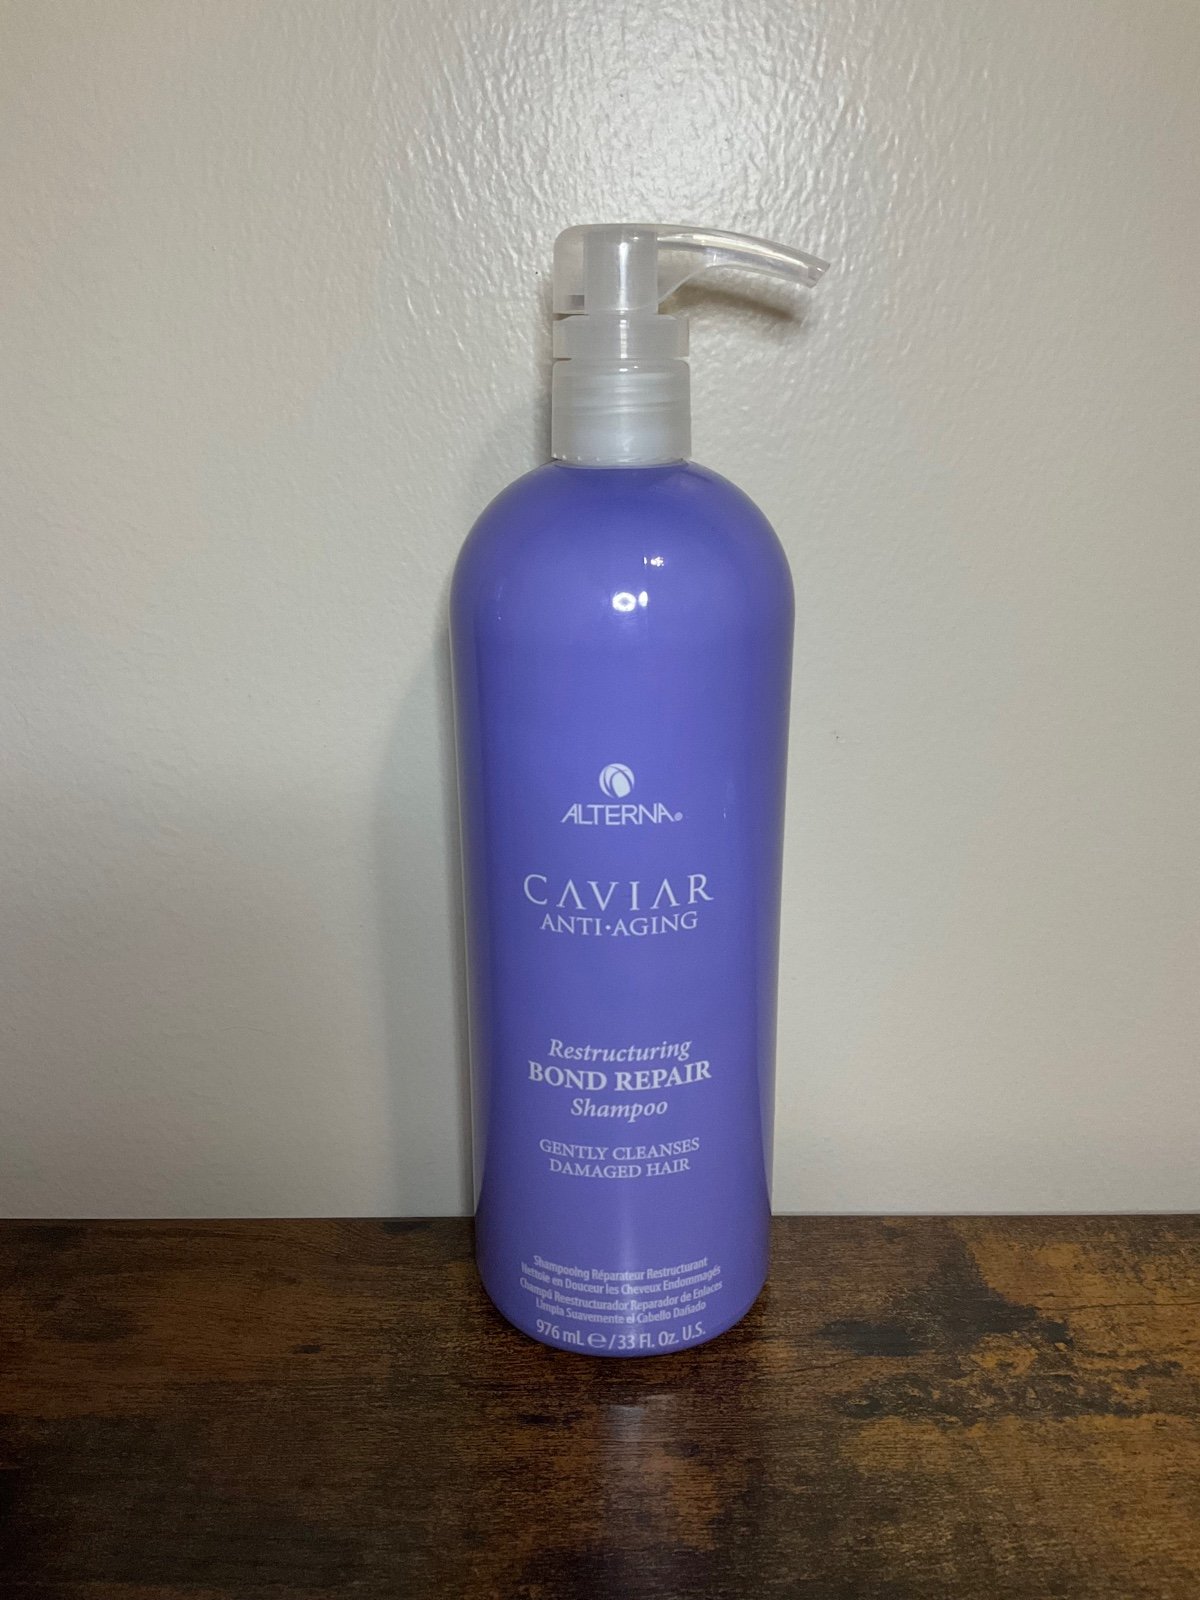 ALTERNA®
CAVIAR
ANTI•AGING
Restructuring
BOND REPAIR
Shampoo
GENTLY CLEANSES
DAMAGED HAIR
Shampooing Réparateur Restructurant
Nettoie en Douceur les Cheveux Endommagés
Champú Reestructurador Reparador de Enlaces
Limpia Suavemente el Cabello Dañado
976 mL ℮/33 Fl. Oz. U.S.